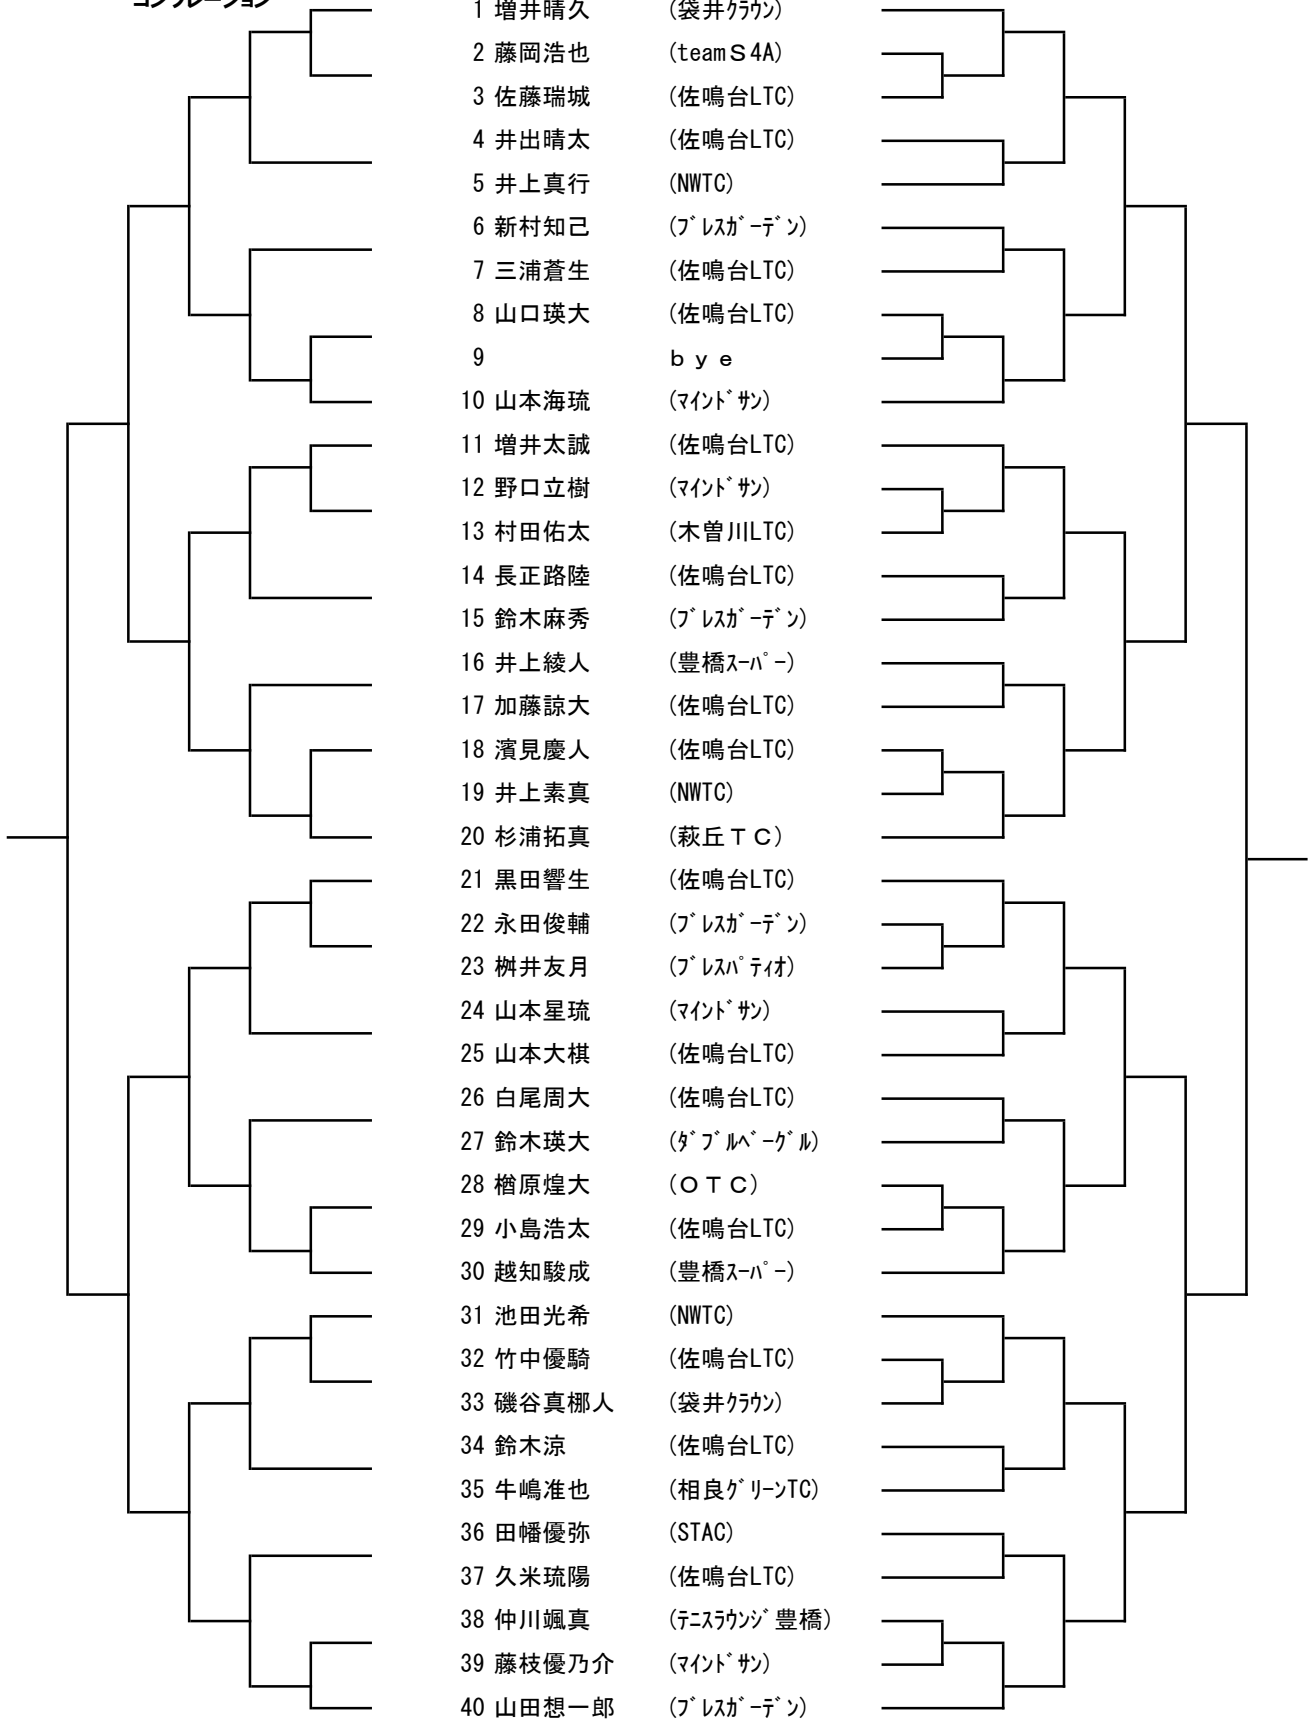 コンソレーション
1 増井晴久 (袋井ｸﾗｳﾝ)
2 藤岡浩也 (teamＳ4A)
3 佐藤瑞城 (佐鳴台LTC)
4 井出晴太 (佐鳴台LTC)
5 井上真行 (NWTC)
6 新村知己 (ﾌﾞﾚｽｶﾞｰﾃﾞﾝ)
7 三浦蒼生 (佐鳴台LTC)
8 山口瑛大 (佐鳴台LTC)
9 ｂｙｅ
10 山本海琉 (ﾏｲﾝﾄﾞｻﾝ)
11 増井太誠 (佐鳴台LTC)
12 野口立樹 (ﾏｲﾝﾄﾞｻﾝ)
13 村田佑太 (木曽川LTC)
14 長正路陸 (佐鳴台LTC)
15 鈴木麻秀 (ﾌﾞﾚｽｶﾞｰﾃﾞﾝ)
16 井上綾人 (豊橋ｽｰﾊﾟｰ)
17 加藤諒大 (佐鳴台LTC)
18 濱見慶人 (佐鳴台LTC)
19 井上素真 (NWTC)
20 杉浦拓真 (萩丘ＴＣ)
21 黒田響生 (佐鳴台LTC)
22 永田俊輔 (ﾌﾞﾚｽｶﾞｰﾃﾞﾝ)
23 桝井友月 (ﾌﾞﾚｽﾊﾟﾃｨｵ)
24 山本星琉 (ﾏｲﾝﾄﾞｻﾝ)
25 山本大棋 (佐鳴台LTC)
26 白尾周大 (佐鳴台LTC)
27 鈴木瑛大 (ﾀﾞﾌﾞﾙﾍﾞｰｸﾞﾙ)
28 楢原煌大 (ＯＴＣ)
29 小島浩太 (佐鳴台LTC)
30 越知駿成 (豊橋ｽｰﾊﾟｰ)
31 池田光希 (NWTC)
32 竹中優騎 (佐鳴台LTC)
33 磯谷真梛人 (袋井ｸﾗｳﾝ)
34 鈴木涼 (佐鳴台LTC)
35 牛嶋准也 (相良ｸﾞﾘｰﾝTC)
36 田幡優弥 (STAC)
37 久米琉陽 (佐鳴台LTC)
38 仲川颯真 (ﾃﾆｽﾗｳﾝｼﾞ豊橋)
39 藤枝優乃介 (ﾏｲﾝﾄﾞｻﾝ)
40 山田想一郎 (ﾌﾞﾚｽｶﾞｰﾃﾞﾝ)